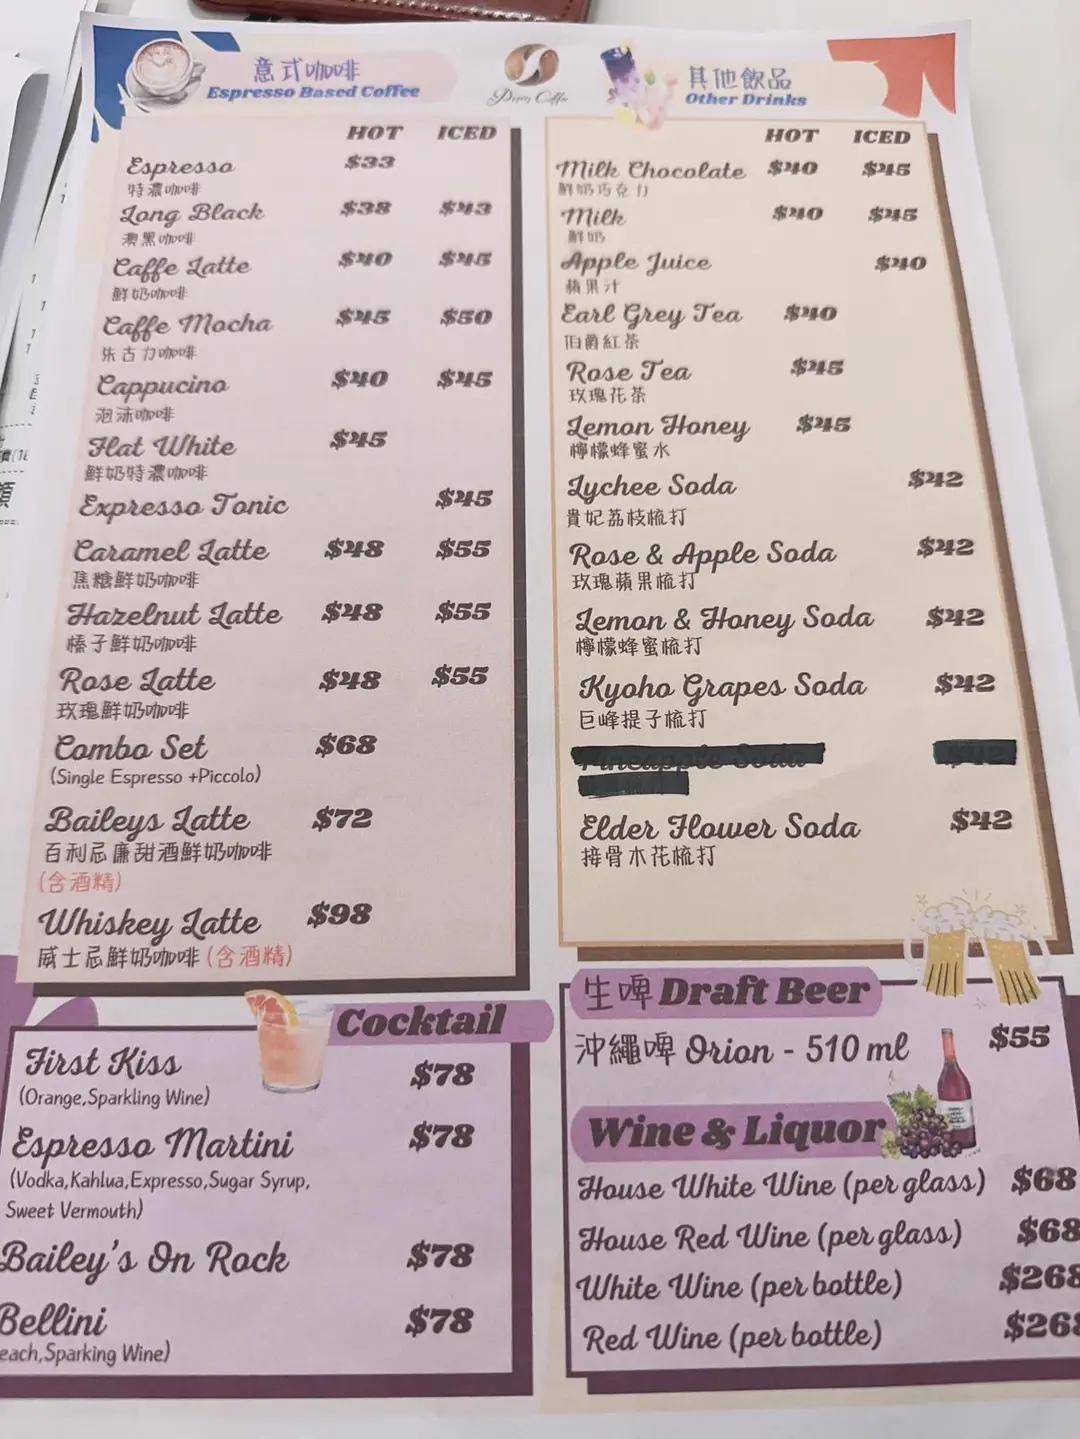 意式咖啡
Espresso Based Coffee
HOT ICED
Espresso $33
特濃咖啡
Long Black $38 $43
澳黑咖啡
Caffe Latte $40 $45
鮮奶咖啡
Caffe Mocha $45 $50
朱古力咖啡
Cappucino $40 $45
泡沫咖啡
Flat White $45
鮮奶特濃咖啡
Expresso Tonic $45
Caramel Latte $48 $55
焦糖鮮奶咖啡
Hazelnut Latte $48 $55
榛子鮮奶咖啡
Rose Latte $48 $55
玫瑰鮮奶咖啡
Combo Set $68
(Single Espresso +Piccolo)
Baileys Latte $72
百利忌廉甜酒鮮奶咖啡
(含酒精)
Whiskey Latte $98
威士忌鮮奶咖啡 (含酒精)
其他飲品
Other Drinks
HOT ICED
Milk Chocolate $40 $45
鮮奶巧克力
Milk $40 $45
鮮奶
Apple Juice $40
蘋果汁
Earl Grey Tea $40
伯爵紅茶
Rose Tea $45
玫瑰花茶
Lemon Honey $45
檸檬蜂蜜水
Lychee Soda $42
貴妃荔枝梳打
Rose & Apple Soda $42
玫瑰蘋果梳打
Lemon & Honey Soda $42
檸檬蜂蜜梳打
Kyoho Grapes Soda $42
巨峰提子梳打
Pineapple Soda $42
Elder Flower Soda $42
接骨木花梳打
Cocktail
First Kiss $78
(Orange,Sparkling Wine)
Espresso Martini $78
(Vodka,Kahlua,Expresso,Sugar Syrup,
Sweet Vermouth)
Bailey's On Rock $78
Bellini $78
each,Sparking Wine)
生啤 Draft Beer
沖繩啤 Orion - 510 ml $55
Wine & Liquor
House White Wine (per glass) $68
House Red Wine (per glass) $68
White Wine (per bottle) $268
Red Wine (per bottle) $268